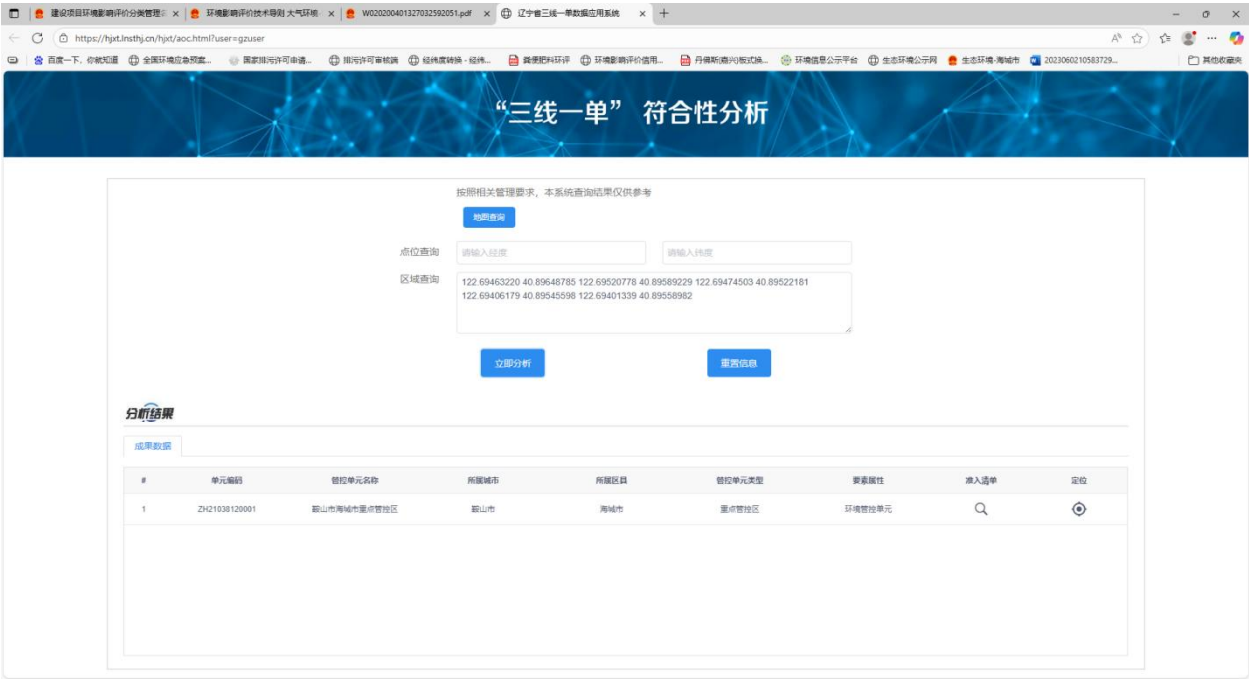 建设项目环境影响评价分类管理
环境影响评价技术导则 大气环境
W020200401327032592051.pdf
辽宁省三线一单数据应用系统
https://hjxt.lnsthj.cn/hjxt/aoc.html?user=gzuser
百度一下，你就知道
全国环境应急预案...
国家排污许可申请...
排污许可审核端
经纬度转换 - 经纬...
粪便肥料环评
环境影响评价信用...
环境信息公示平台
生态环境公示网
生态环境-海城市
2023060210583729...
其他收藏夹
“三线一单” 符合性分析
按照相关管理要求，本系统查询结果仅供参考
地图查询
点位查询 请输入经度 请输入纬度
区域查询 122.69463220 40.89648785 122.69520778 40.89589229 122.69474503 40.89522181
122.69406179 40.89545598 122.69401339 40.89558982
立即分析 重置信息
分析结果
成果数据
# 单元编码 管控单元名称 所属城市 所属区县 管控单元类型 要素属性 准入清单 定位
1 ZH21038120001 鞍山市海城市重点管控区 鞍山市 海城市 重点管控区 环境管控单元